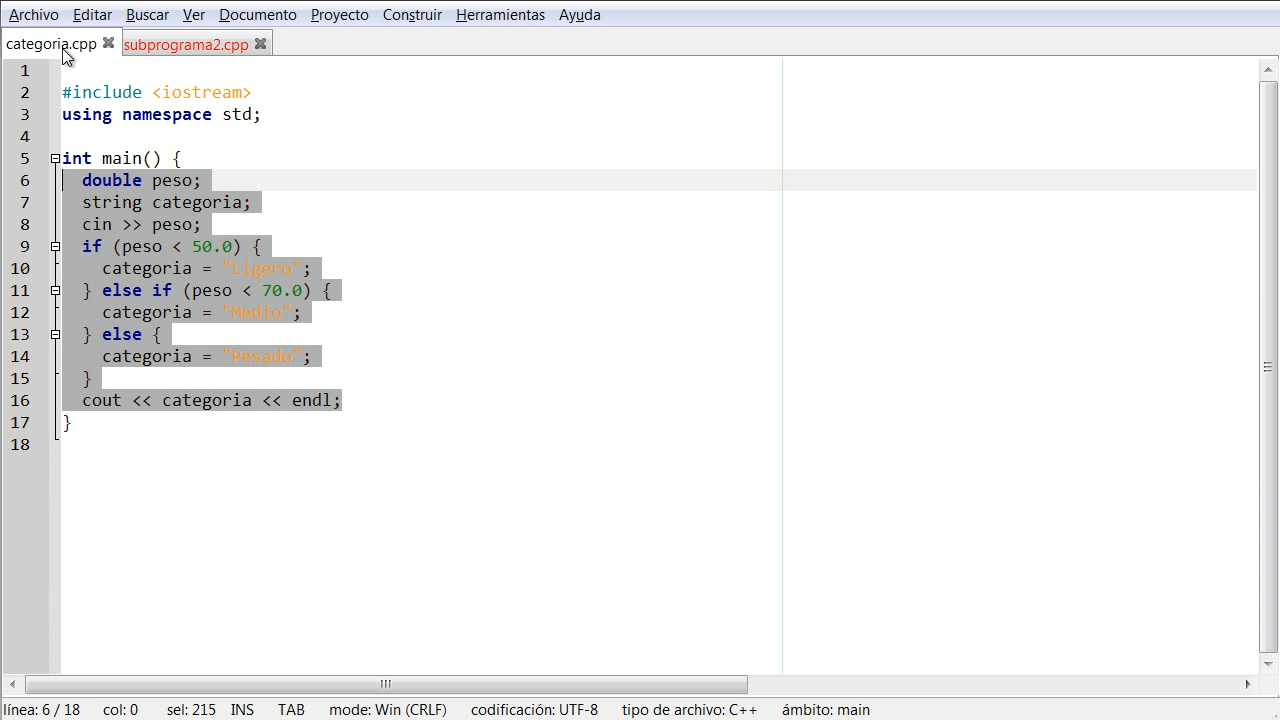 Archivo Editar Buscar Ver Documento Proyecto Construir Herramientas Ayuda
categoria.cpp subprograma2.cpp
1
2 #include <iostream>
3 using namespace std;
4
5 int main() {
6 double peso;
7 string categoria;
8 cin >> peso;
9 if (peso < 50.0) {
10 categoria = "Ligero";
11 } else if (peso < 70.0) {
12 categoria = "Medio";
13 } else {
14 categoria = "Pesado";
15 }
16 cout << categoria << endl;
17 }
18
línea: 6 / 18 col: 0 sel: 215 INS TAB mode: Win (CRLF) codificación: UTF-8 tipo de archivo: C++ ámbito: main